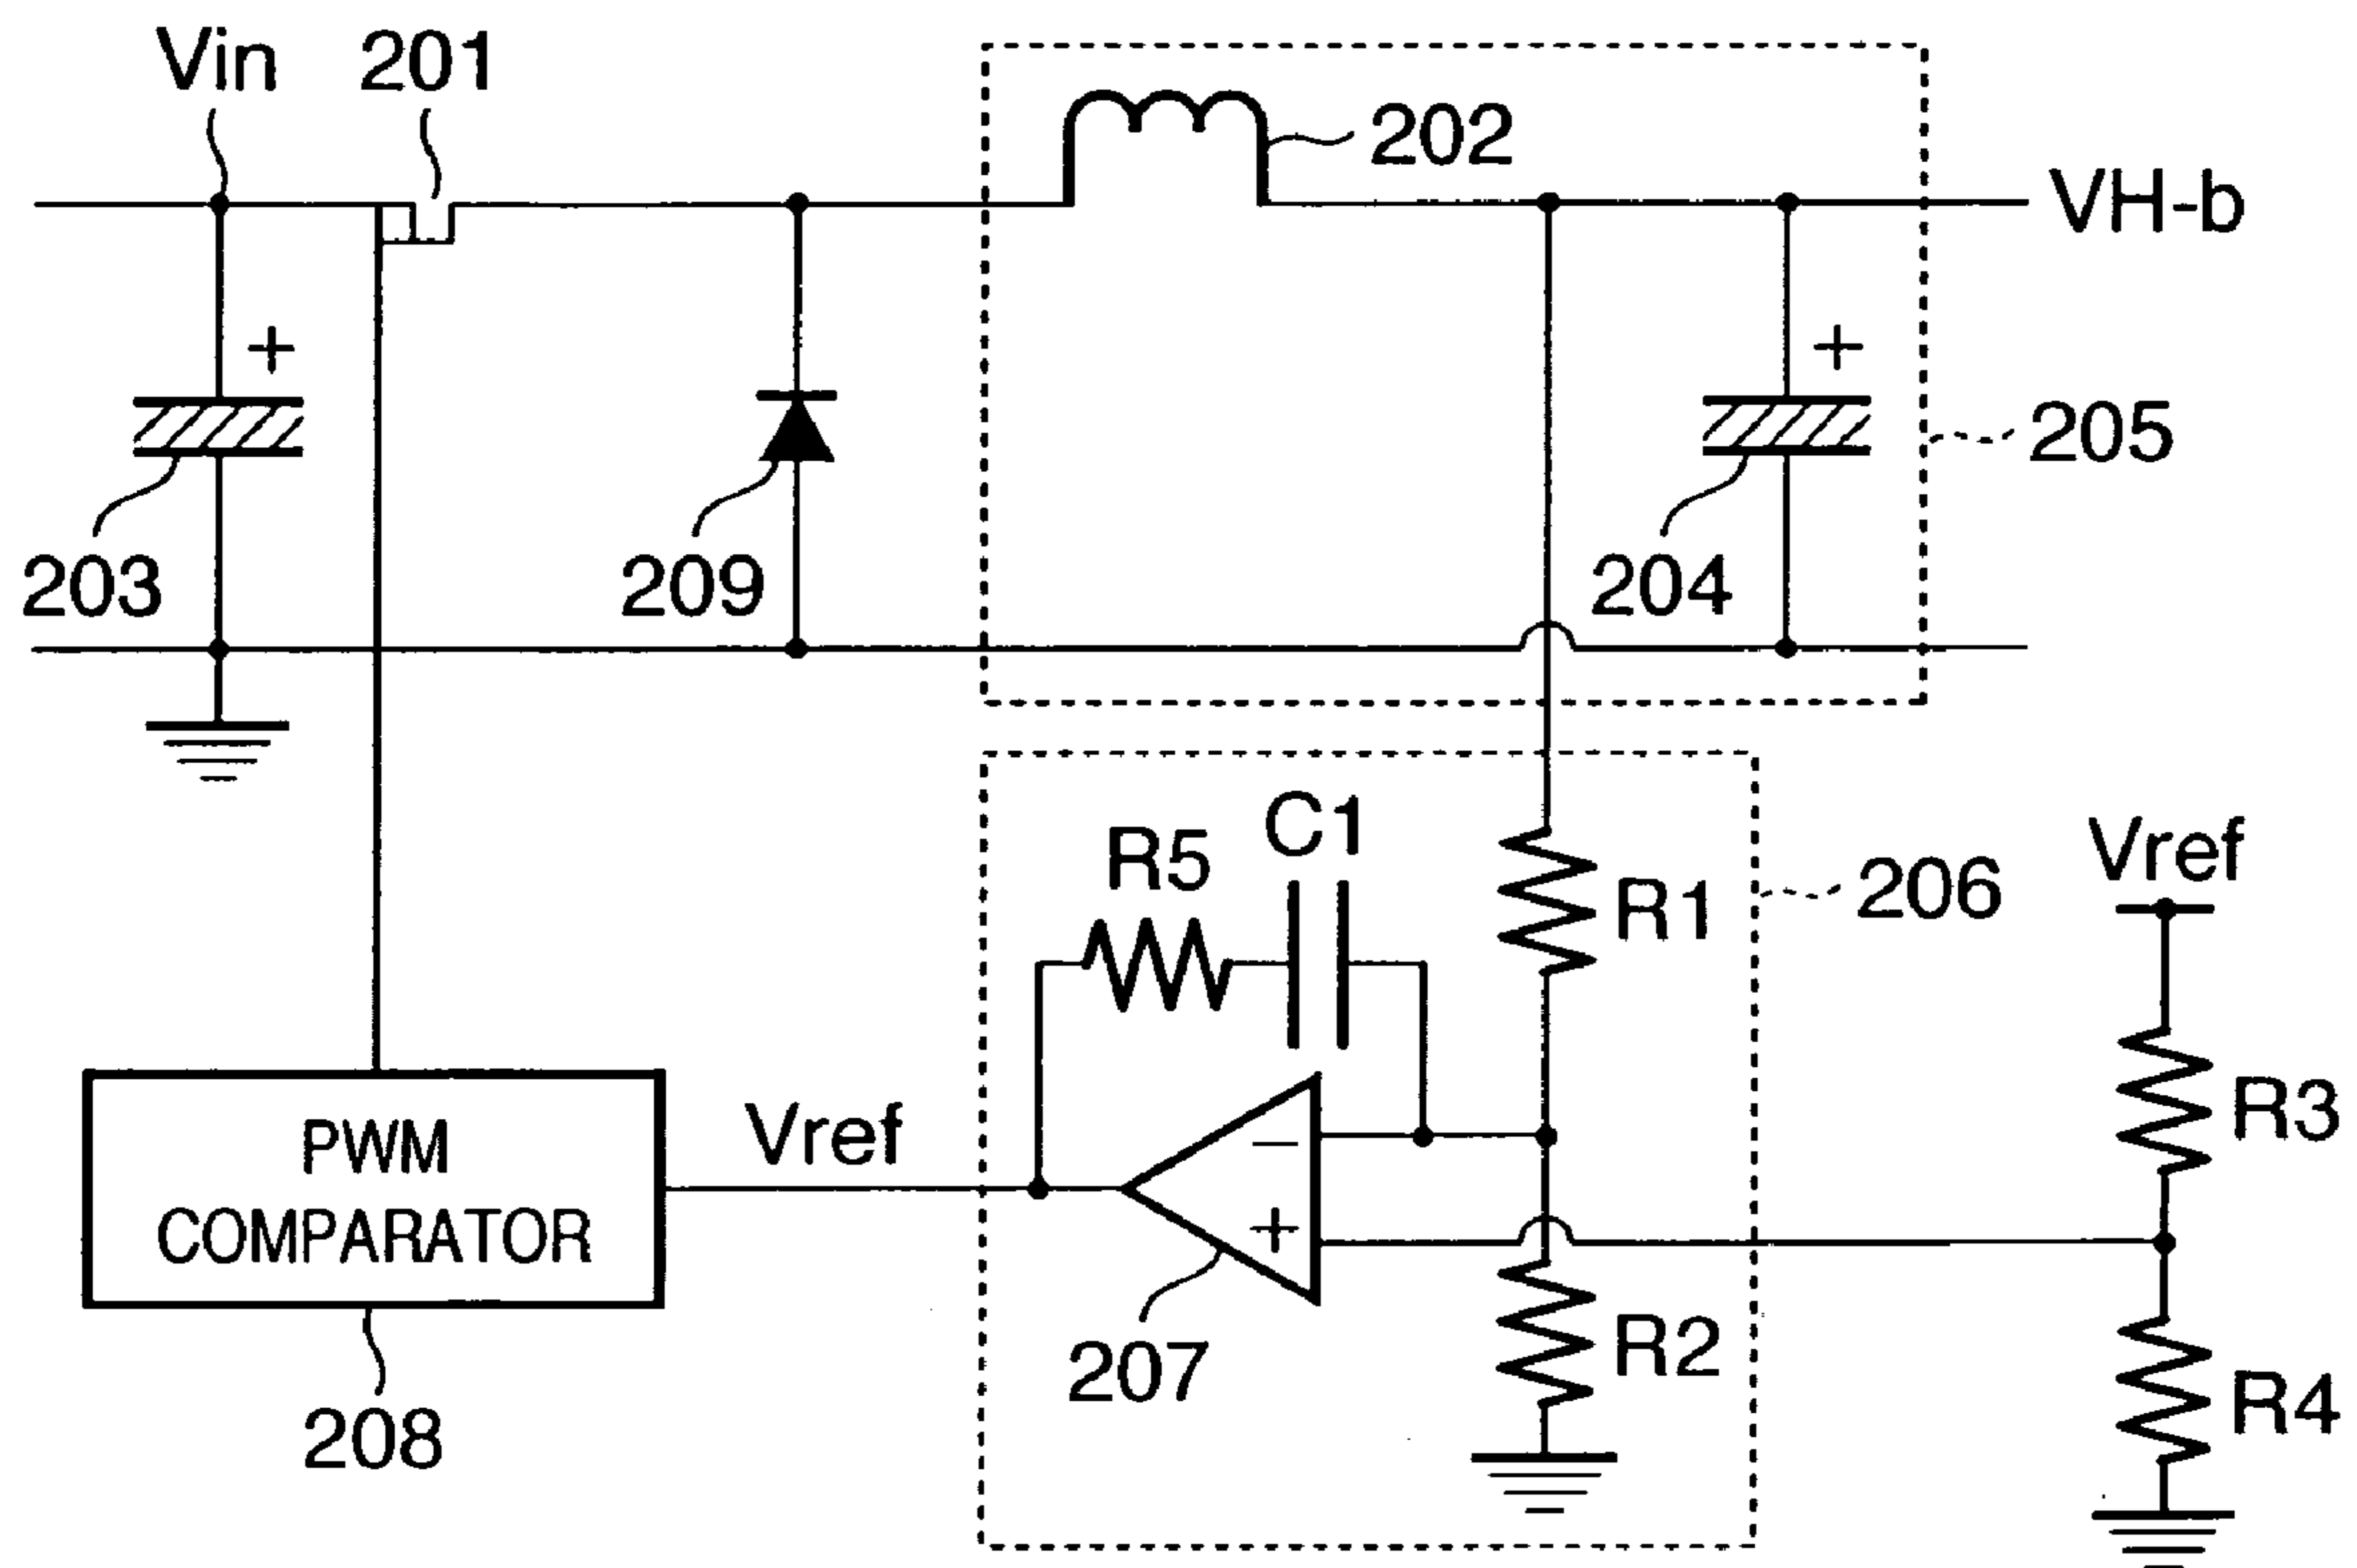 Vin
201
202
VH-b
+
+
205
203
209
204
C1
R5
R1
206
Vref
PWM
COMPARATOR
Vref
−
+
R3
207
R2
R4
208